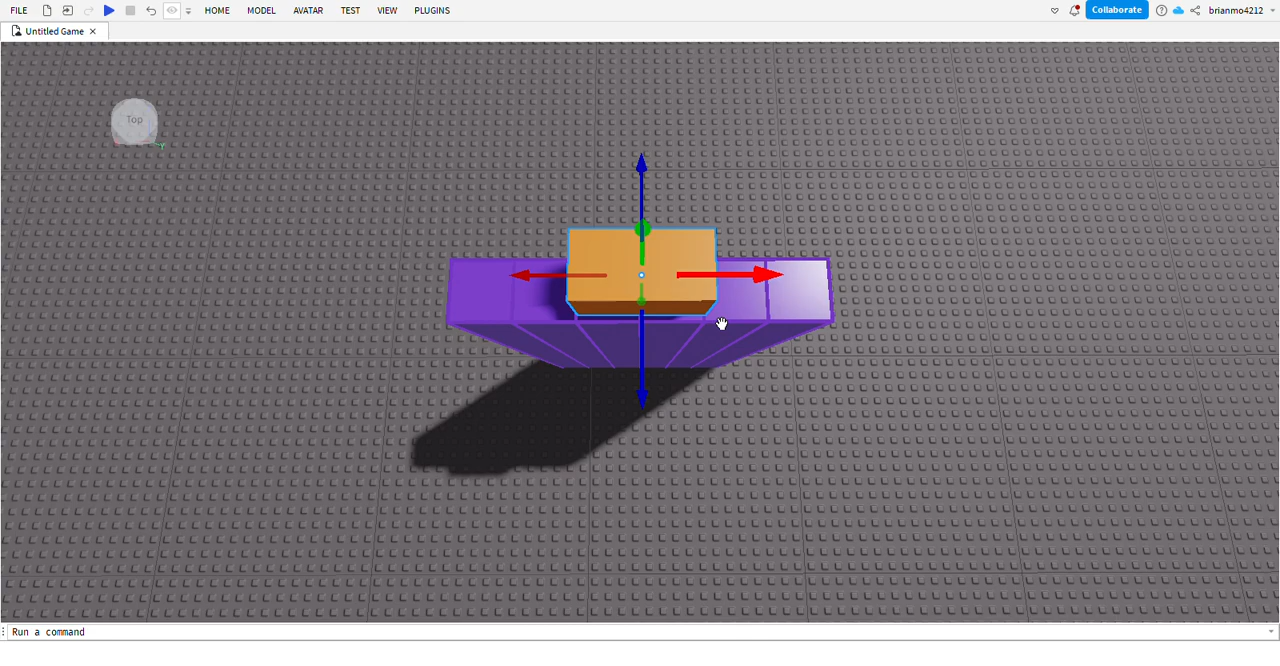 FILE HOME MODEL AVATAR TEST VIEW PLUGINS Collaborate brianmo4212
Untitled Game
Top
Y
Run a command